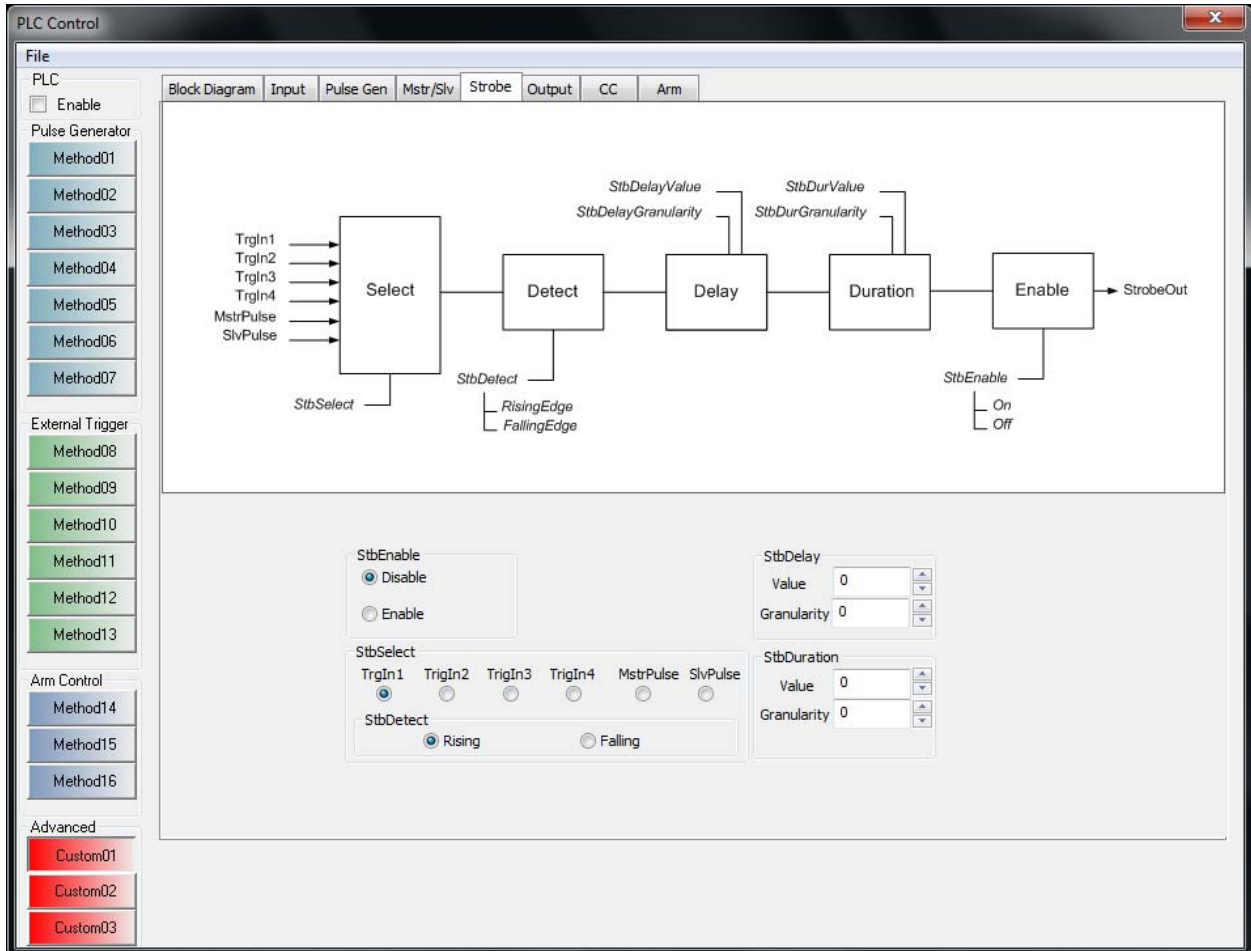 PLC Control
File
PLC
Enable
Pulse Generator
Method01
Method02
Method03
Method04
Method05
Method06
Method07
External Trigger
Method08
Method09
Method10
Method11
Method12
Method13
Arm Control
Method14
Method15
Method16
Advanced
Custom01
Custom02
Custom03
Block Diagram Input Pulse Gen Mstr/Slv Strobe Output CC Arm
StbDelayValue StbDurValue
StbDelayGranularity StbDurGranularity
TrgIn1
TrgIn2
TrgIn3
TrgIn4
MstrPulse
SlvPulse
Select Detect Delay Duration Enable StrobeOut
StbSelect
StbDetect
RisingEdge
FallingEdge
StbEnable
On
Off
StbEnable
Disable
Enable
StbSelect
TrgIn1 TrigIn2 TrigIn3 TrigIn4 MstrPulse SlvPulse
StbDetect
Rising Falling
StbDelay
Value 0
Granularity 0
StbDuration
Value 0
Granularity 0